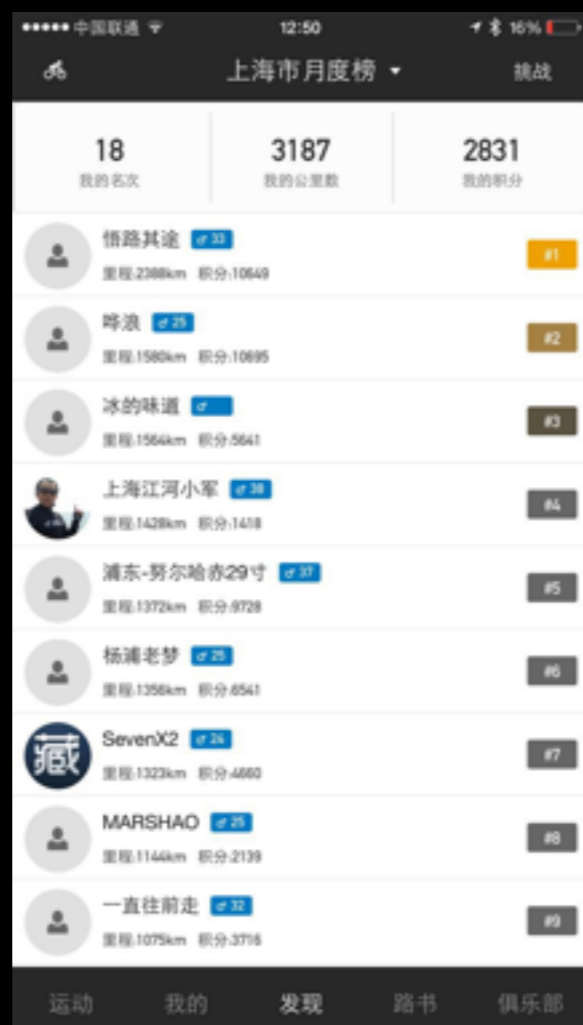 中国联通 12:50 16%
上海市月度榜 挑战
18 3187 2831
我的名次 我的公里数 我的积分
悟路其途 ♂ 33 #1
里程:2388km 积分:10649
哗浪 ♂ 25 #2
里程:1580km 积分:10695
冰的味道 ♂ #3
里程:1564km 积分:5641
上海江河小军 ♂ 38 #4
里程:1428km 积分:1418
浦东-努尔哈赤29寸 ♂ 37 #5
里程:1372km 积分:9728
杨浦老梦 ♂ 25 #6
里程:1356km 积分:6541
藏 SevenX2 ♂ 24 #7
里程:1323km 积分:4660
MARSHAO ♂ 25 #8
里程:1144km 积分:2139
一直往前走 ♂ 32 #9
里程:1075km 积分:3716
运动 我的 发现 路书 俱乐部